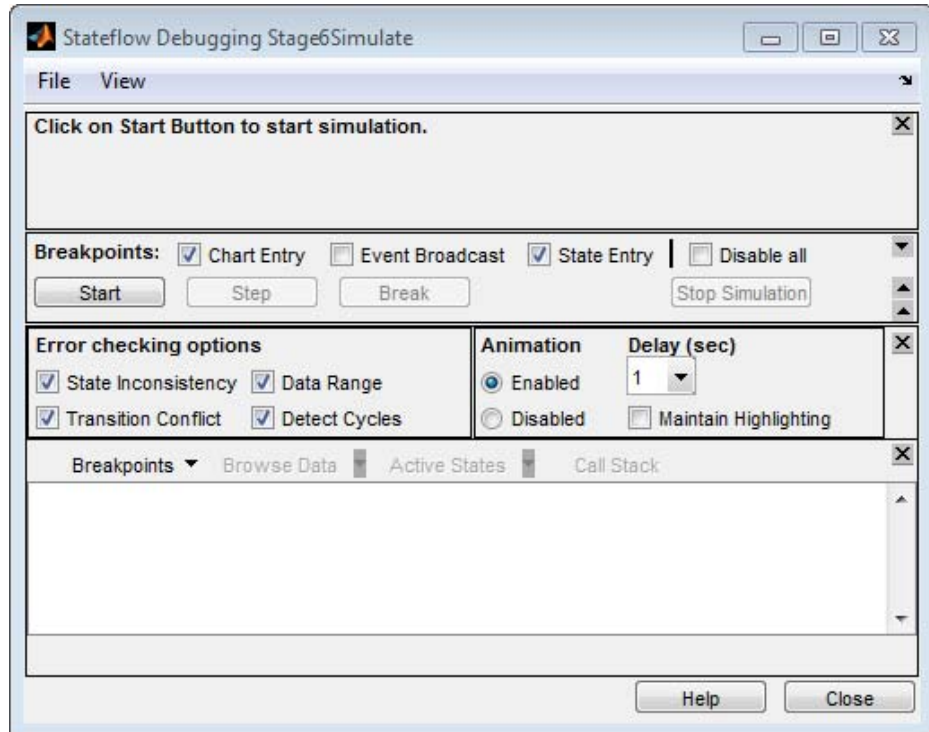 Stateflow Debugging Stage6Simulate
File View
Click on Start Button to start simulation.
Breakpoints: Chart Entry Event Broadcast State Entry Disable all
Start Step Break Stop Simulation
Error checking options Animation Delay (sec)
State Inconsistency Data Range Enabled 1
Transition Conflict Detect Cycles Disabled Maintain Highlighting
Breakpoints Browse Data Active States Call Stack
Help Close